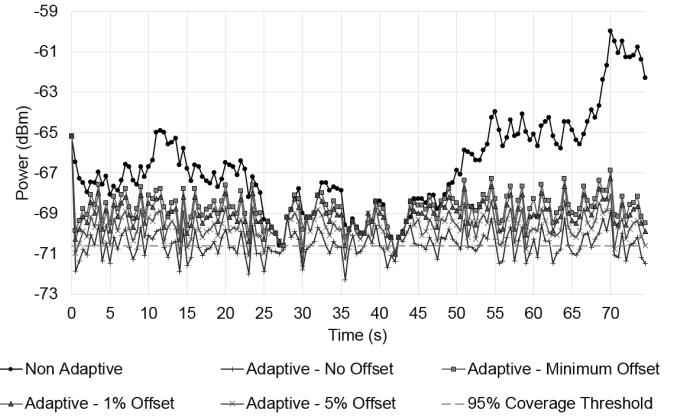 -59
-61
-63
-65
-67
-69
-71
-73
Power (dBm)
0 5 10 15 20 25 30 35 40 45 50 55 60 65 70
Time (s)
Non Adaptive
Adaptive - No Offset
Adaptive - Minimum Offset
Adaptive - 1% Offset
Adaptive - 5% Offset
95% Coverage Threshold